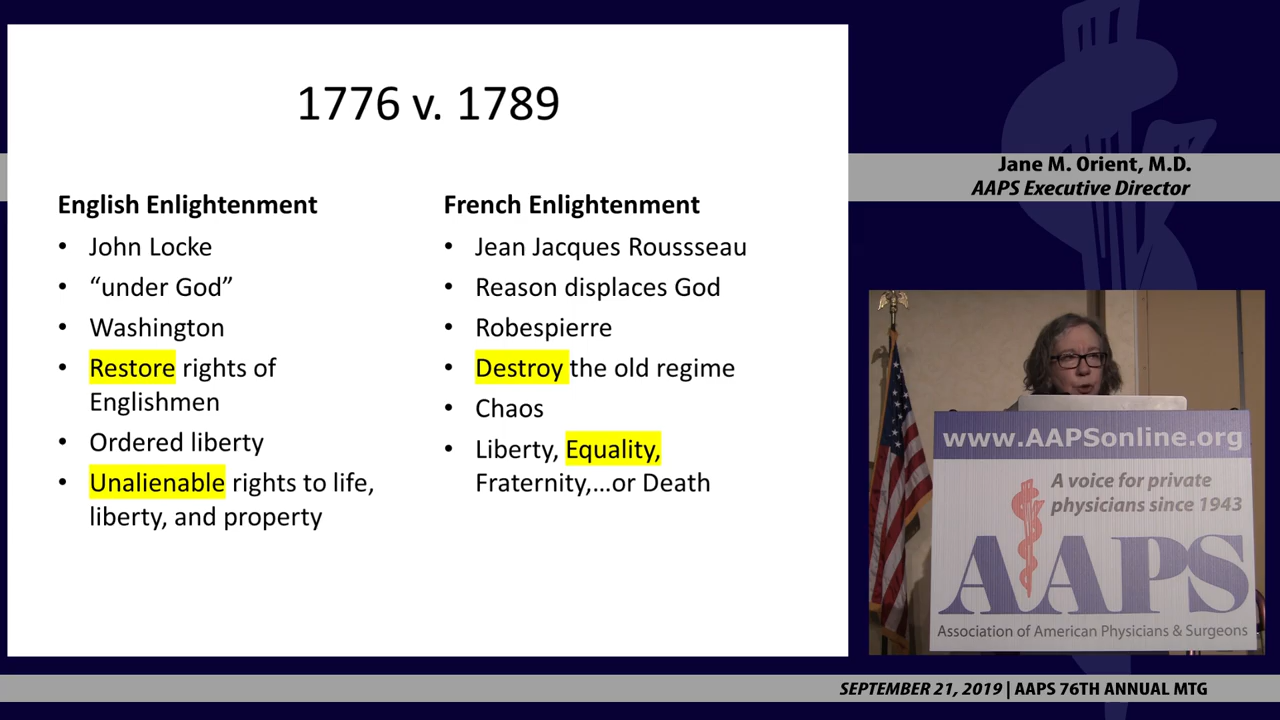 1776 v. 1789
English Enlightenment
• John Locke
• “under God”
• Washington
• Restore rights of
Englishmen
• Ordered liberty
• Unalienable rights to life,
liberty, and property
French Enlightenment
• Jean Jacques Roussseau
• Reason displaces God
• Robespierre
• Destroy the old regime
• Chaos
• Liberty, Equality,
Fraternity,…or Death
Jane M. Orient, M.D.
AAPS Executive Director
www.AAPSonline.org
A voice for private
physicians since 1943
AAPS
Association of American Physicians & Surgeons
SEPTEMBER 21, 2019 | AAPS 76TH ANNUAL MTG